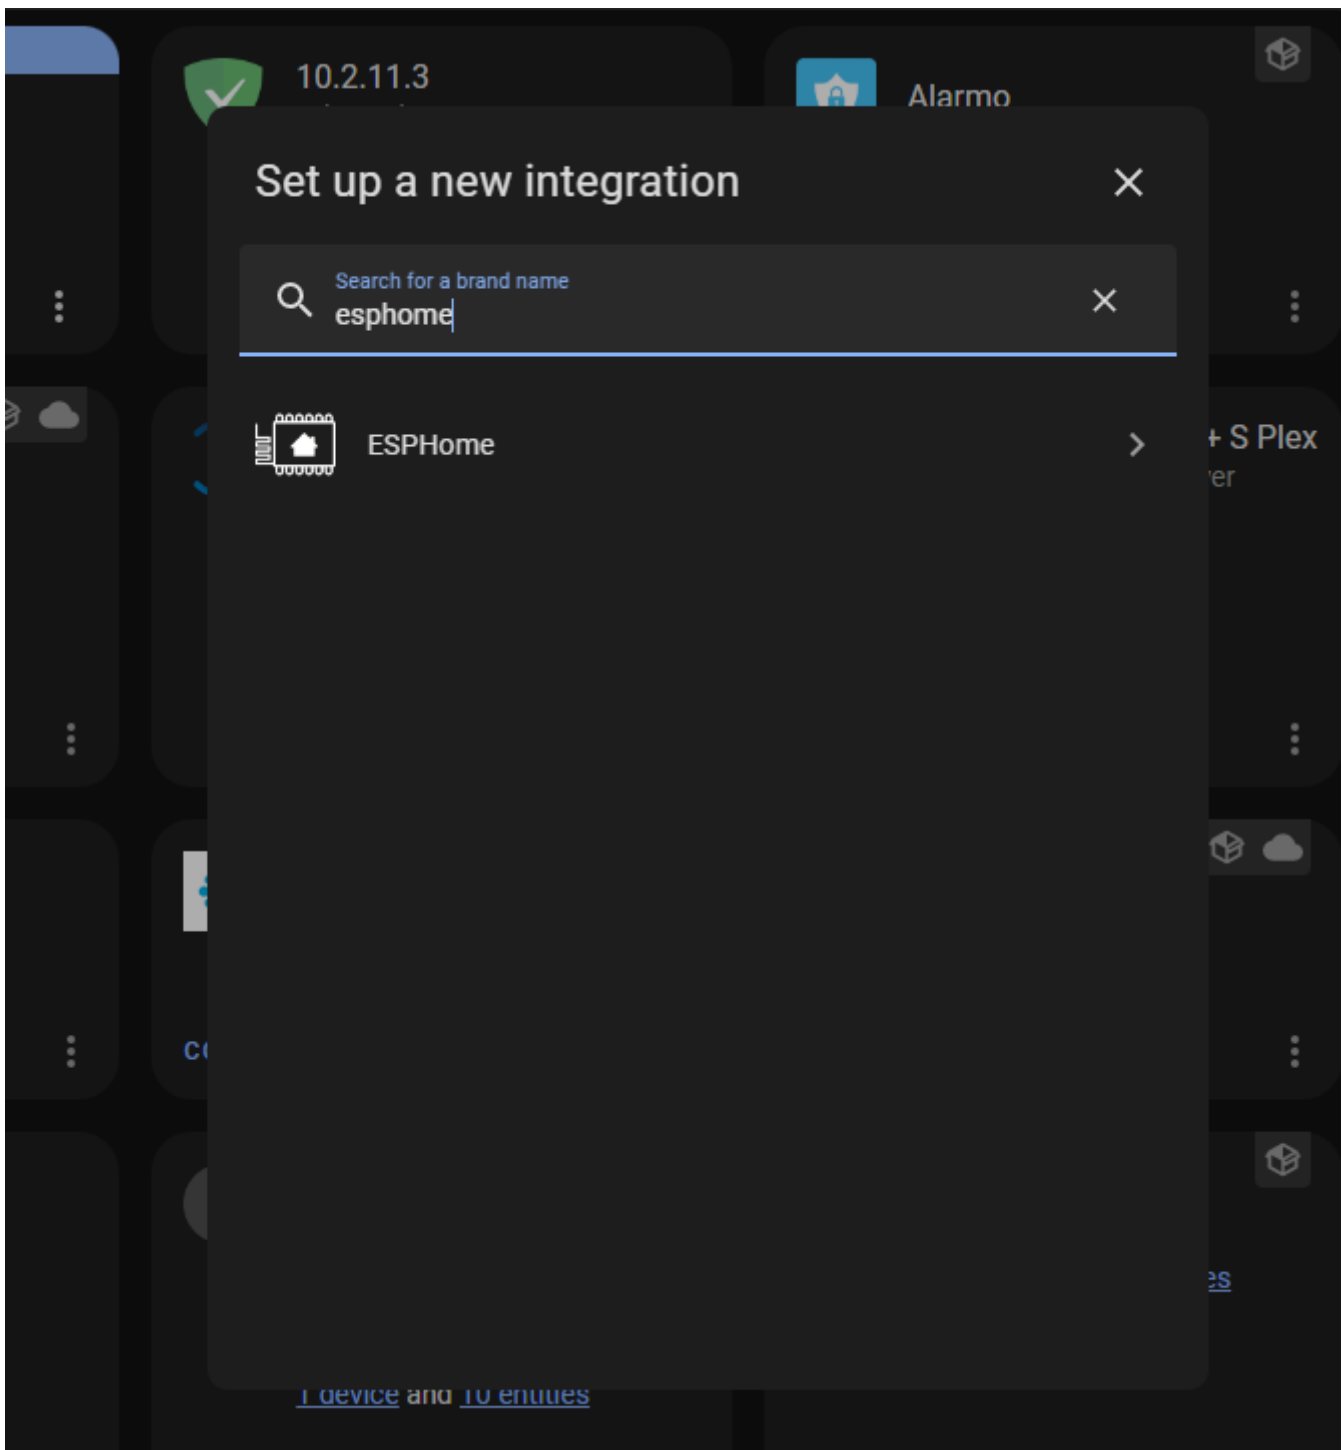 10.2.11.3
Alarmo
Set up a new integration
Search for a brand name
esphome
ESPHome
+ S Plex
er
co
es
1 device and 10 entities